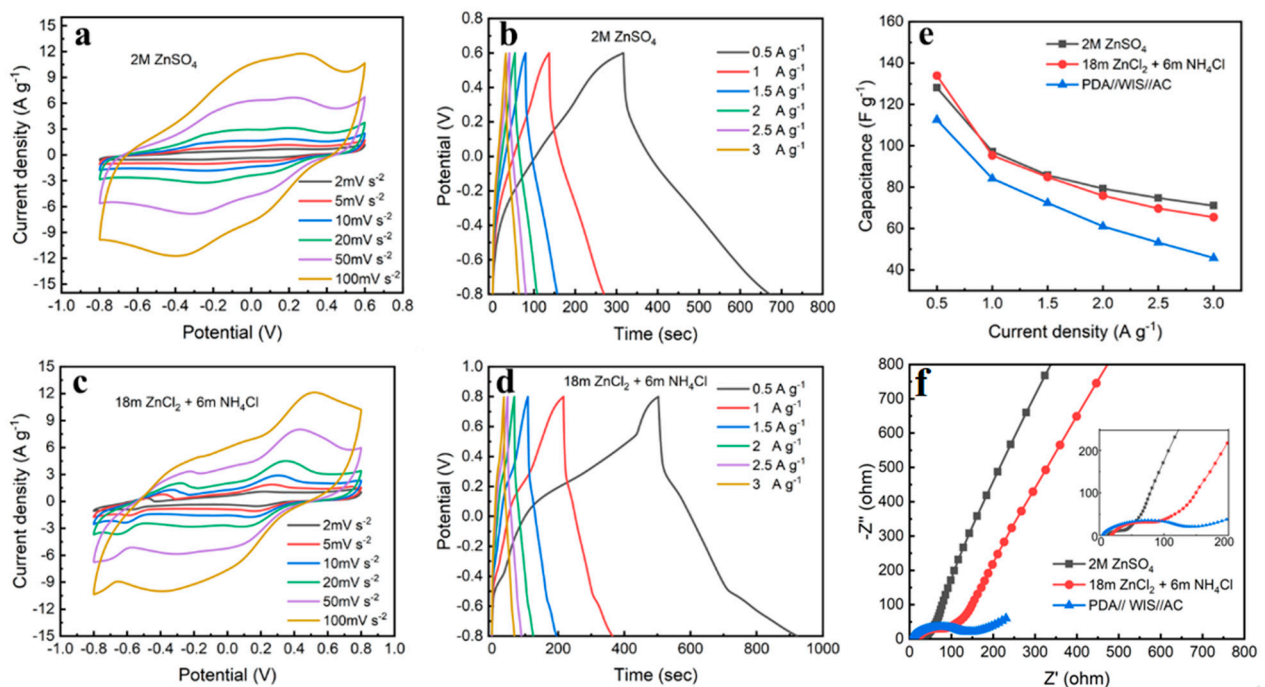 a
2M ZnSO₄
Current density (A g⁻¹)
15
12
9
6
3
0
-3
-6
-9
-12
-15
2mV s⁻²
5mV s⁻²
10mV s⁻²
20mV s⁻²
50mV s⁻²
100mV s⁻²
-1.0 -0.8 -0.6 -0.4 -0.2 0.0 0.2 0.4 0.6 0.8
Potential (V)
b
2M ZnSO₄
Potential (V)
0.8
0.6
0.4
0.2
0.0
-0.2
-0.4
-0.6
-0.8
0.5 A g⁻¹
1 A g⁻¹
1.5 A g⁻¹
2 A g⁻¹
2.5 A g⁻¹
3 A g⁻¹
0 100 200 300 400 500 600 700 800
Time (sec)
e
2M ZnSO₄
18m ZnCl₂ + 6m NH₄Cl
PDA//WIS//AC
Capacitance (F g⁻¹)
160
140
120
100
80
60
40
0.5 1.0 1.5 2.0 2.5 3.0
Current density (A g⁻¹)
c
18m ZnCl₂ + 6m NH₄Cl
Current density (A g⁻¹)
15
12
9
6
3
0
-3
-6
-9
-12
-15
2mV s⁻²
5mV s⁻²
10mV s⁻²
20mV s⁻²
50mV s⁻²
100mV s⁻²
-1.0 -0.8 -0.6 -0.4 -0.2 0.0 0.2 0.4 0.6 0.8 1.0
Potential (V)
d
18m ZnCl₂ + 6m NH₄Cl
Potential (V)
1.0
0.8
0.6
0.4
0.2
0.0
-0.2
-0.4
-0.6
-0.8
0.5 A g⁻¹
1 A g⁻¹
1.5 A g⁻¹
2 A g⁻¹
2.5 A g⁻¹
3 A g⁻¹
0 200 400 600 800 1000
Time (sec)
f
-Z'' (ohm)
800
700
600
500
400
300
200
100
0
200
100
0
0 100 200
2M ZnSO₄
18m ZnCl₂ + 6m NH₄Cl
PDA// WIS//AC
0 100 200 300 400 500 600 700 800
Z' (ohm)